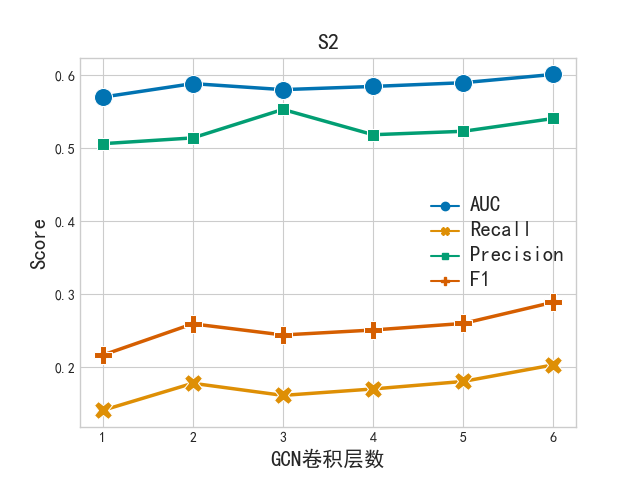 S2
Score
0.6
0.5
0.4
0.3
0.2
AUC
Recall
Precision
F1
1 2 3 4 5 6
GCN卷积层数